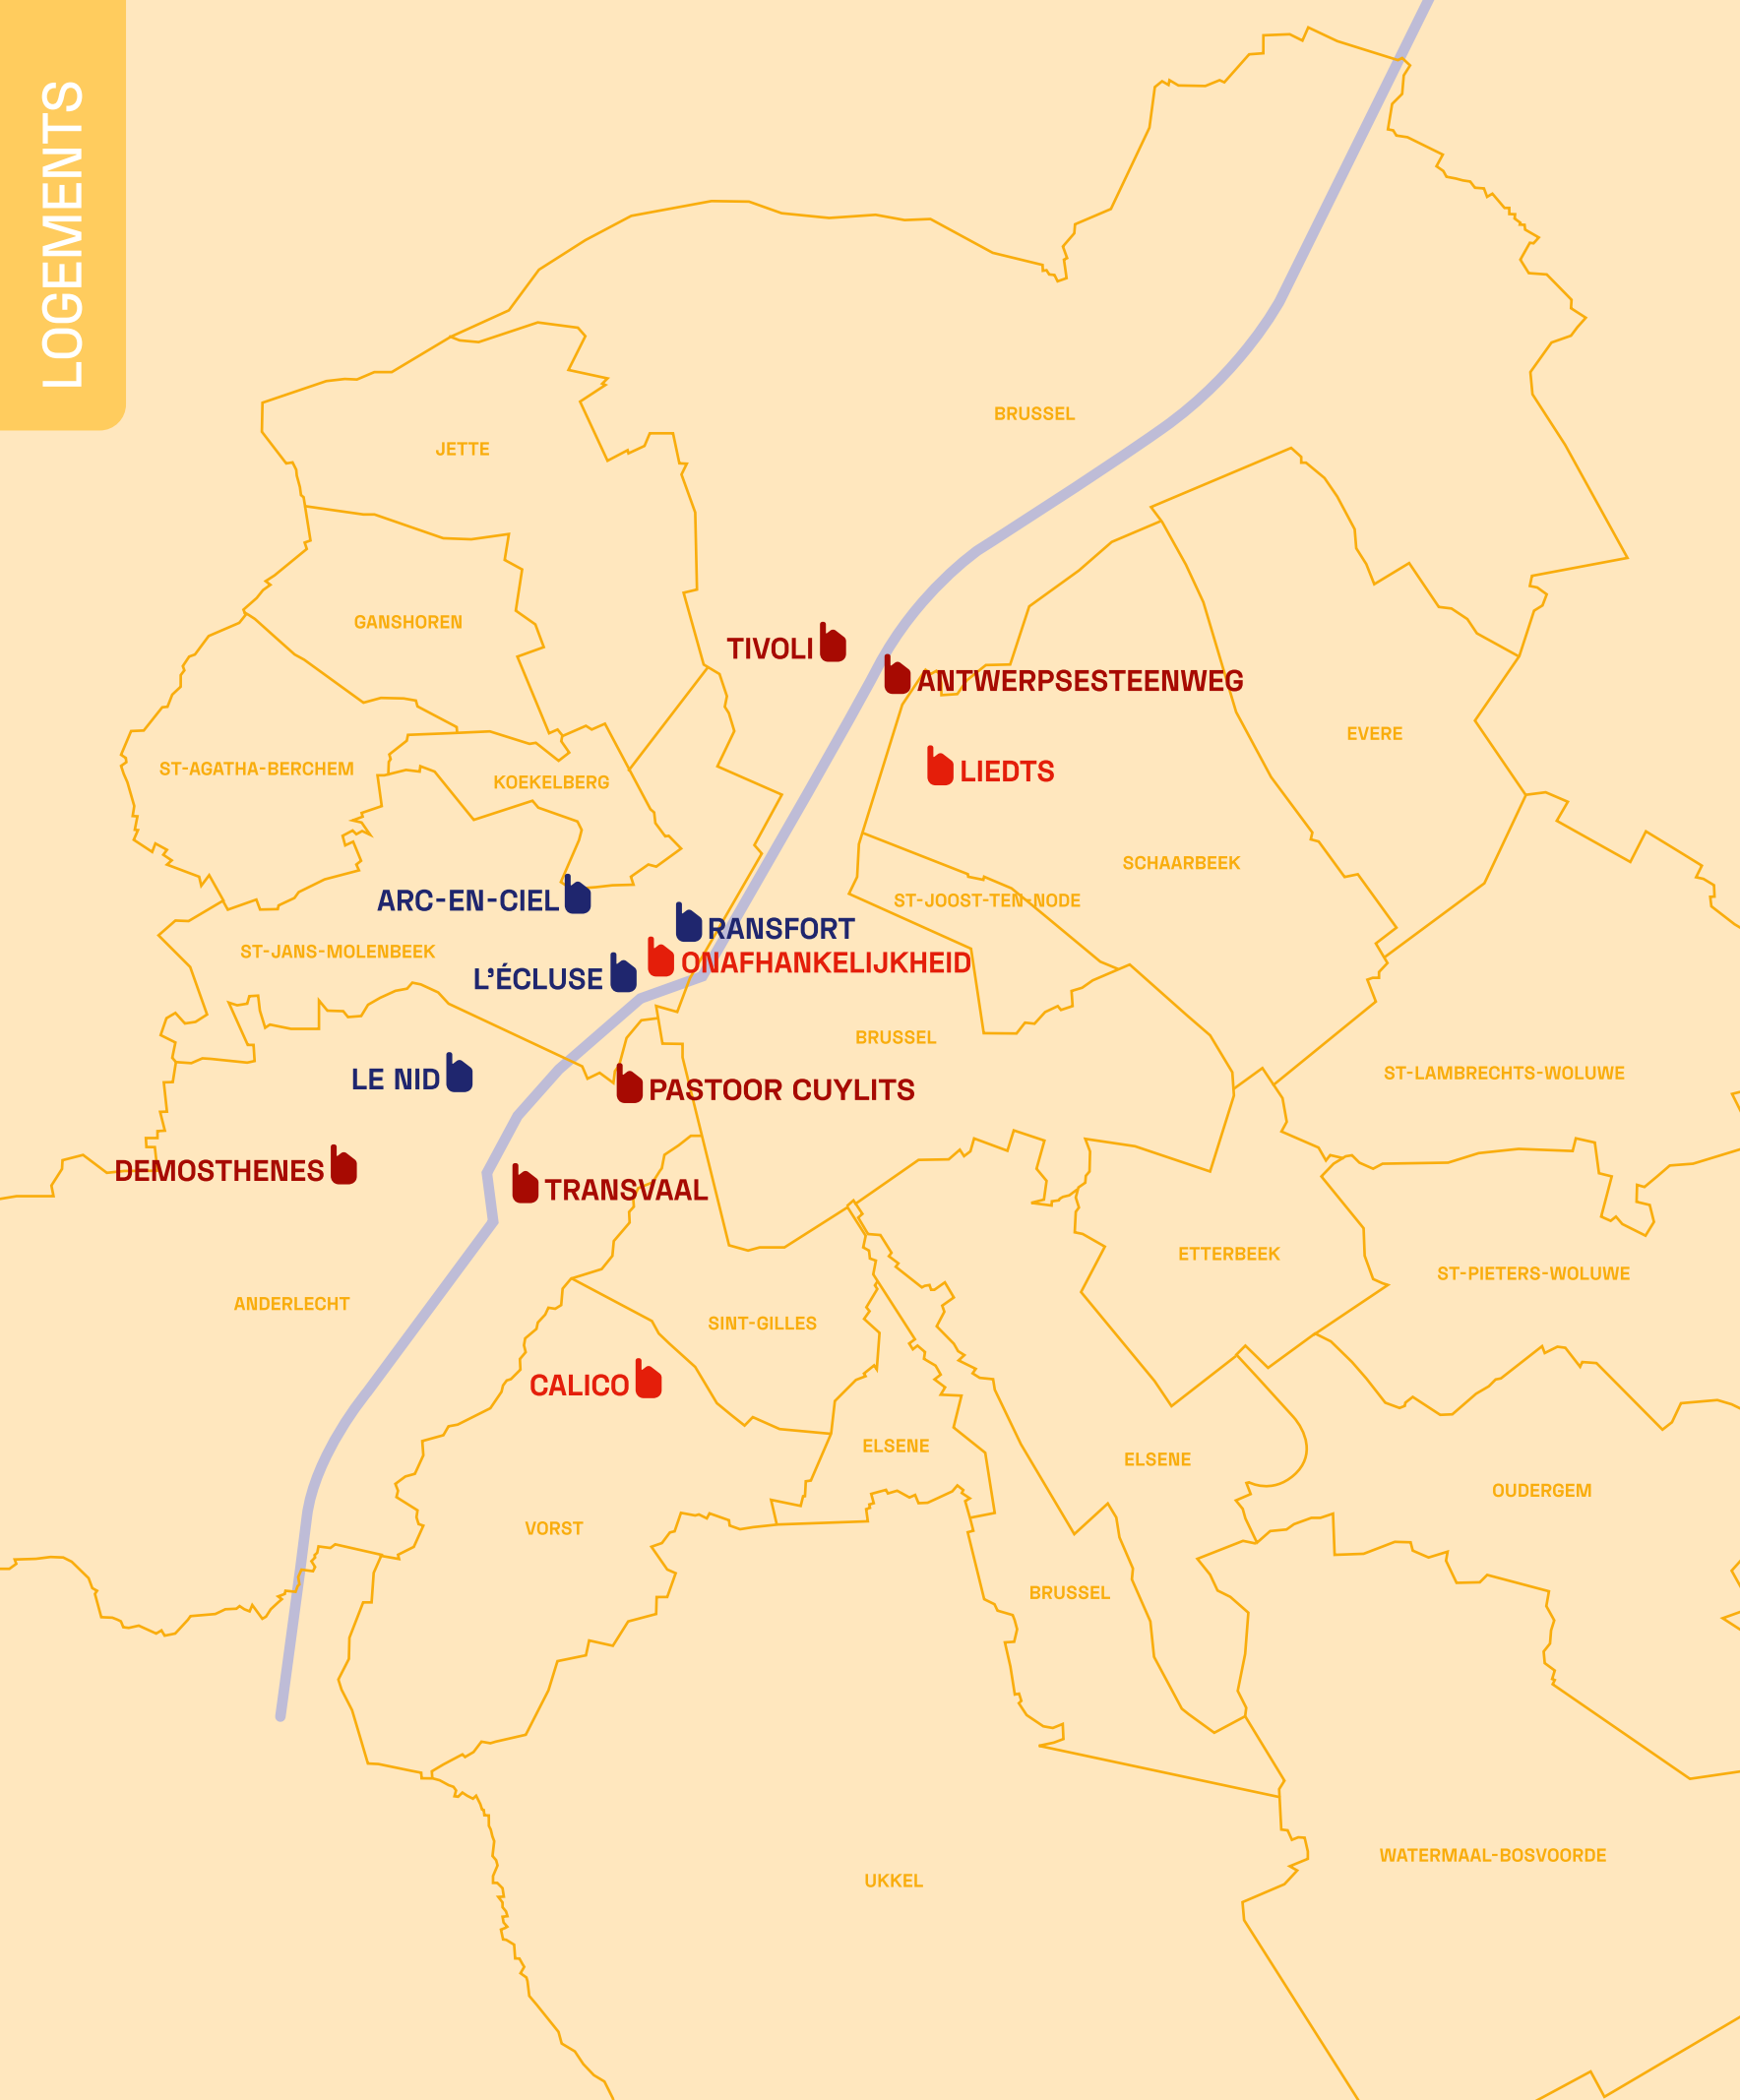 LOGEMENTS
BRUSSEL
JETTE
GANSHOREN
TIVOLI
ANTWERPSESTEENWEG
EVERE
ST-AGATHA-BERCHEM
LIEDTS
KOEKELBERG
SCHAARBEEK
ARC-EN-CIEL
ST-JOOST-TEN-NODE
RANSFORT
ST-JANS-MOLENBEEK
ONAFHANKELIJKHEID
L'ÉCLUSE
BRUSSEL
LE NID
ST-LAMBRECHTS-WOLUWE
PASTOOR CUYLITS
DEMOSTHENES
TRANSVAAL
ETTERBEEK
ST-PIETERS-WOLUWE
ANDERLECHT
SINT-GILLES
CALICO
ELSENE
ELSENE
OUDERGEM
VORST
BRUSSEL
WATERMAAL-BOSVOORDE
UKKEL